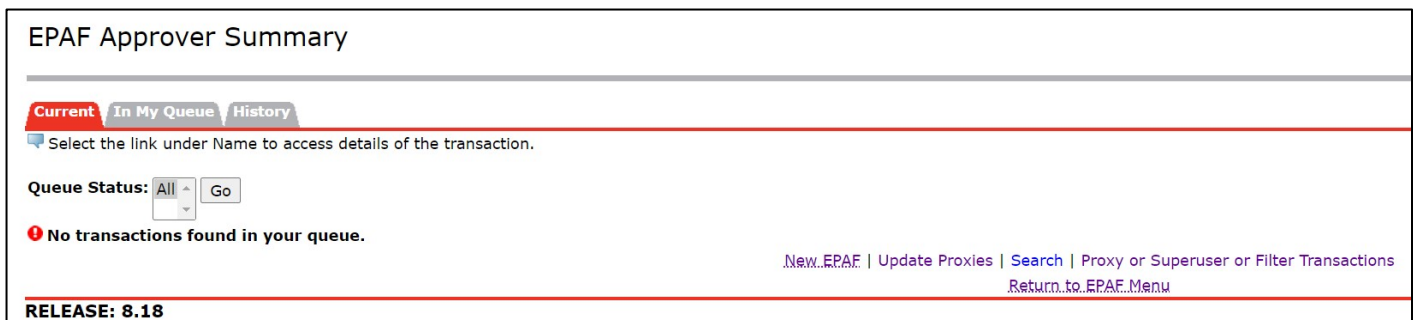 EPAF Approver Summary
Current In My Queue History
Select the link under Name to access details of the transaction.
Queue Status: All Go
No transactions found in your queue.
New EPAF | Update Proxies | Search | Proxy or Superuser or Filter Transactions
Return to EPAF Menu
RELEASE: 8.18